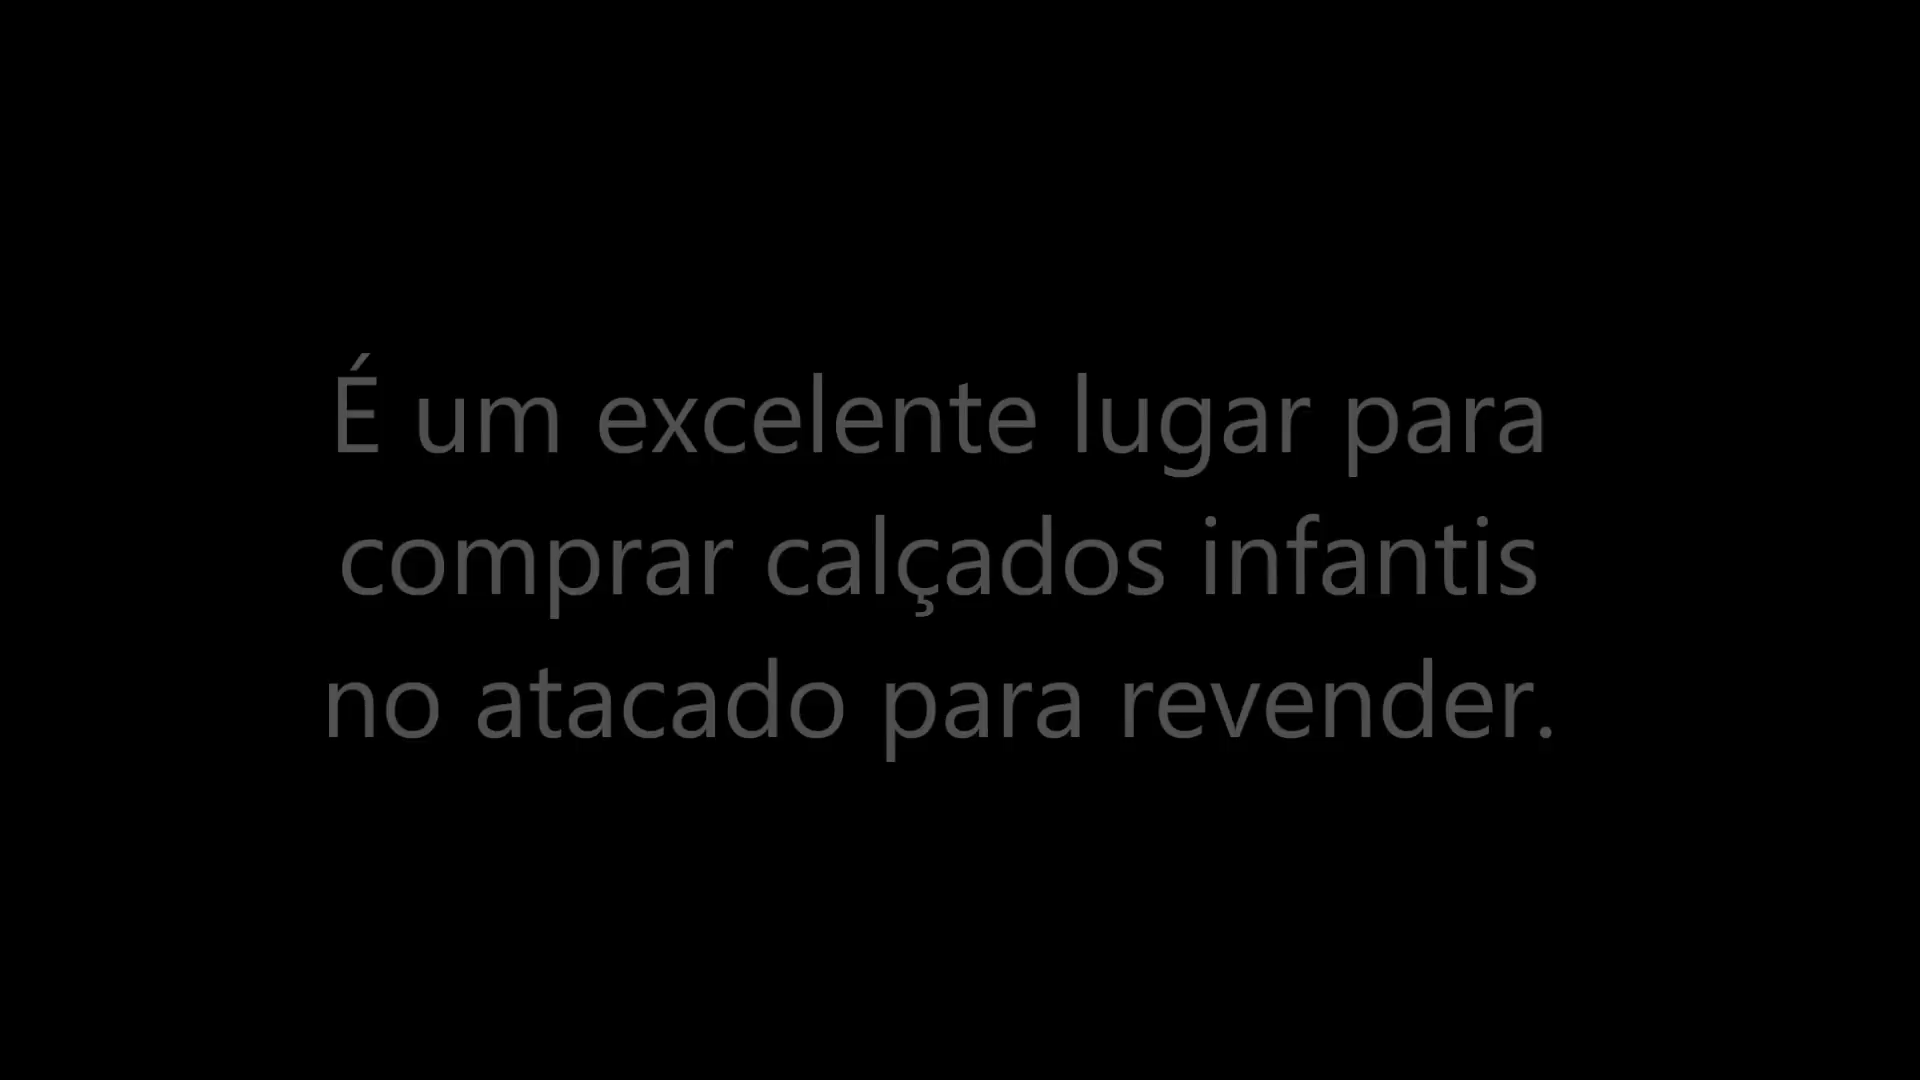 É um excelente lugar para
comprar calçados infantis
no atacado para revender.